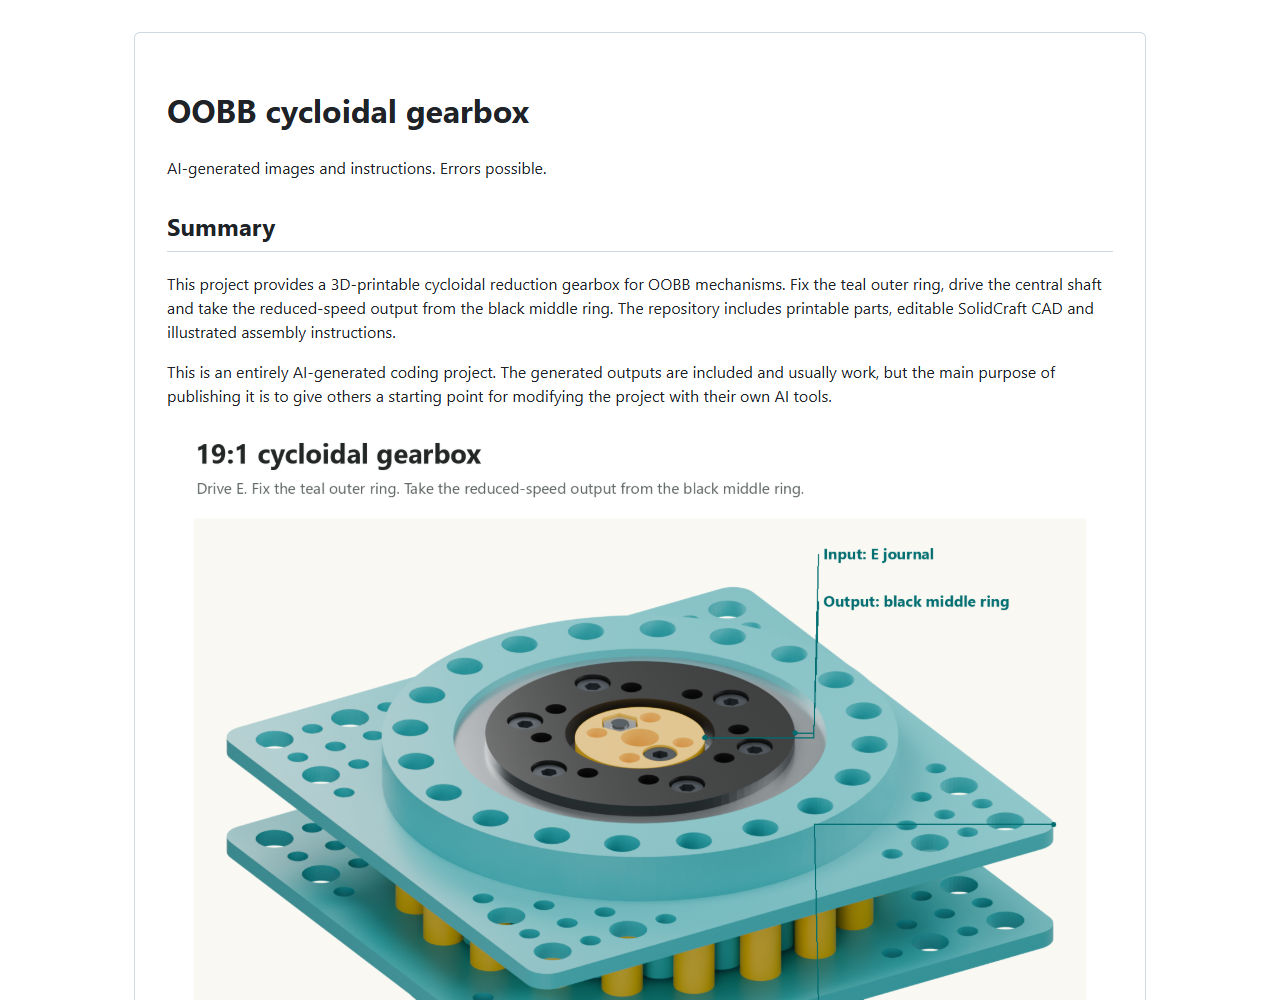 OOBB cycloidal gearbox
AI-generated images and instructions. Errors possible.
Summary
This project provides a 3D-printable cycloidal reduction gearbox for OOBB mechanisms. Fix the teal outer ring, drive the central shaft
and take the reduced-speed output from the black middle ring. The repository includes printable parts, editable SolidCraft CAD and
illustrated assembly instructions.
This is an entirely AI-generated coding project. The generated outputs are included and usually work, but the main purpose of
publishing it is to give others a starting point for modifying the project with their own AI tools.
19:1 cycloidal gearbox
Drive E. Fix the teal outer ring. Take the reduced-speed output from the black middle ring.
Input: E journal
Output: black middle ring